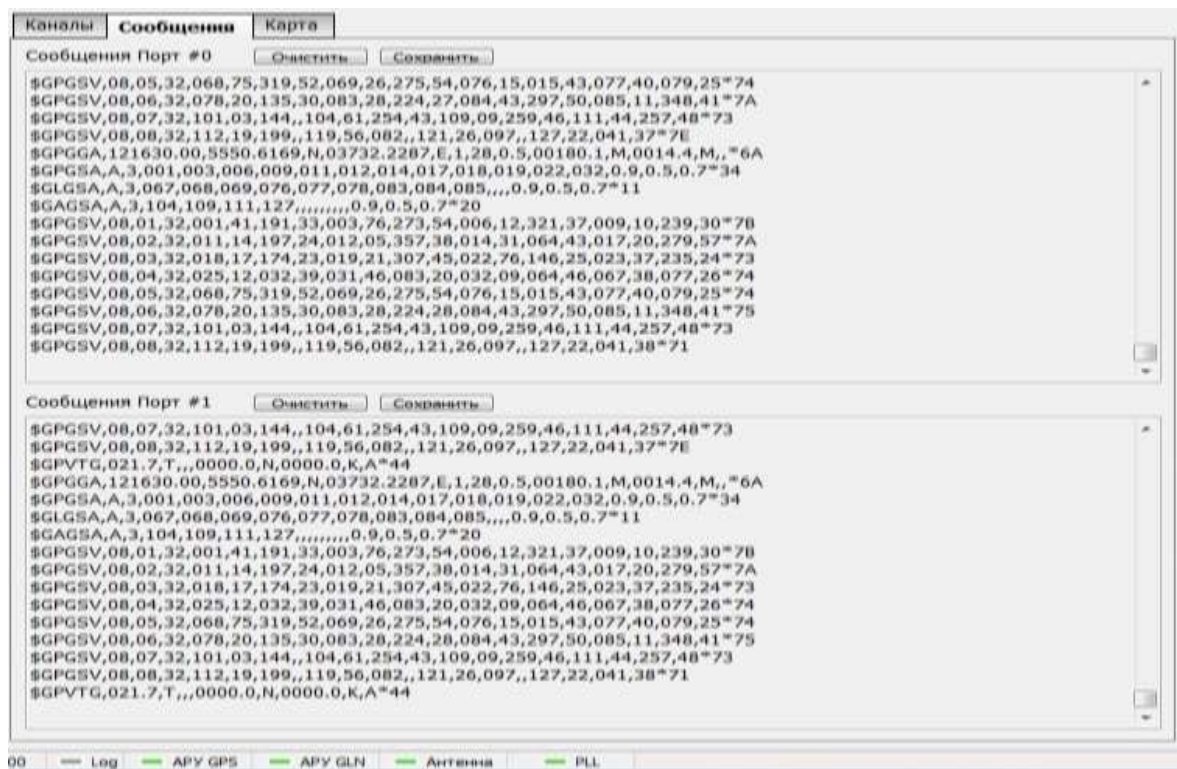 Каналы Сообщения Карта
Сообщения Порт #0 Очистить Сохранить
$GPGSV,08,05,32,068,75,319,52,069,26,275,54,076,15,015,43,077,40,079,25*74
$GPGSV,08,06,32,078,20,135,30,083,28,224,27,084,43,297,50,085,11,348,41*7A
$GPGSV,08,07,32,101,03,144,,104,61,254,43,109,09,259,46,111,44,257,48*73
$GPGSV,08,08,32,112,19,199,,119,56,082,,121,26,097,,127,22,041,37*7E
$GPGGA,121630.00,5550.6169,N,03732.2287,E,1,28,0.5,00180.1,M,0014.4,M,,*6A
$GPGSA,A,3,001,003,006,009,011,012,014,017,018,019,022,032,0.9,0.5,0.7*34
$GLGSA,A,3,067,068,069,076,077,078,083,084,085,,,,0.9,0.5,0.7*11
$GAGSA,A,3,104,109,111,127,,,,,,,,,0.9,0.5,0.7*20
$GPGSV,08,01,32,001,41,191,33,003,76,273,54,006,12,321,37,009,10,239,30*7B
$GPGSV,08,02,32,011,14,197,24,012,05,357,38,014,31,064,43,017,20,279,57*7A
$GPGSV,08,03,32,018,17,174,23,019,21,307,45,022,76,146,25,023,37,235,24*73
$GPGSV,08,04,32,025,12,032,39,031,46,083,20,032,09,064,46,067,38,077,26*74
$GPGSV,08,05,32,068,75,319,52,069,26,275,54,076,15,015,43,077,40,079,25*74
$GPGSV,08,06,32,078,20,135,30,083,28,224,28,084,43,297,50,085,11,348,41*75
$GPGSV,08,07,32,101,03,144,,104,61,254,43,109,09,259,46,111,44,257,48*73
$GPGSV,08,08,32,112,19,199,,119,56,082,,121,26,097,,127,22,041,38*71
Сообщения Порт #1 Очистить Сохранить
$GPGSV,08,07,32,101,03,144,,104,61,254,43,109,09,259,46,111,44,257,48*73
$GPGSV,08,08,32,112,19,199,,119,56,082,,121,26,097,,127,22,041,37*7E
$GPVTG,021.7,T,,,0000.0,N,0000.0,K,A*44
$GPGGA,121630.00,5550.6169,N,03732.2287,E,1,28,0.5,00180.1,M,0014.4,M,,*6A
$GPGSA,A,3,001,003,006,009,011,012,014,017,018,019,022,032,0.9,0.5,0.7*34
$GLGSA,A,3,067,068,069,076,077,078,083,084,085,,,,0.9,0.5,0.7*11
$GAGSA,A,3,104,109,111,127,,,,,,,,,0.9,0.5,0.7*20
$GPGSV,08,01,32,001,41,191,33,003,76,273,54,006,12,321,37,009,10,239,30*7B
$GPGSV,08,02,32,011,14,197,24,012,05,357,38,014,31,064,43,017,20,279,57*7A
$GPGSV,08,03,32,018,17,174,23,019,21,307,45,022,76,146,25,023,37,235,24*73
$GPGSV,08,04,32,025,12,032,39,031,46,083,20,032,09,064,46,067,38,077,26*74
$GPGSV,08,05,32,068,75,319,52,069,26,275,54,076,15,015,43,077,40,079,25*74
$GPGSV,08,06,32,078,20,135,30,083,28,224,28,084,43,297,50,085,11,348,41*75
$GPGSV,08,07,32,101,03,144,,104,61,254,43,109,09,259,46,111,44,257,48*73
$GPGSV,08,08,32,112,19,199,,119,56,082,,121,26,097,,127,22,041,38*71
$GPVTG,021.7,T,,,0000.0,N,0000.0,K,A*44
00 Log АРУ GPS АРУ GLN Антенна PLL